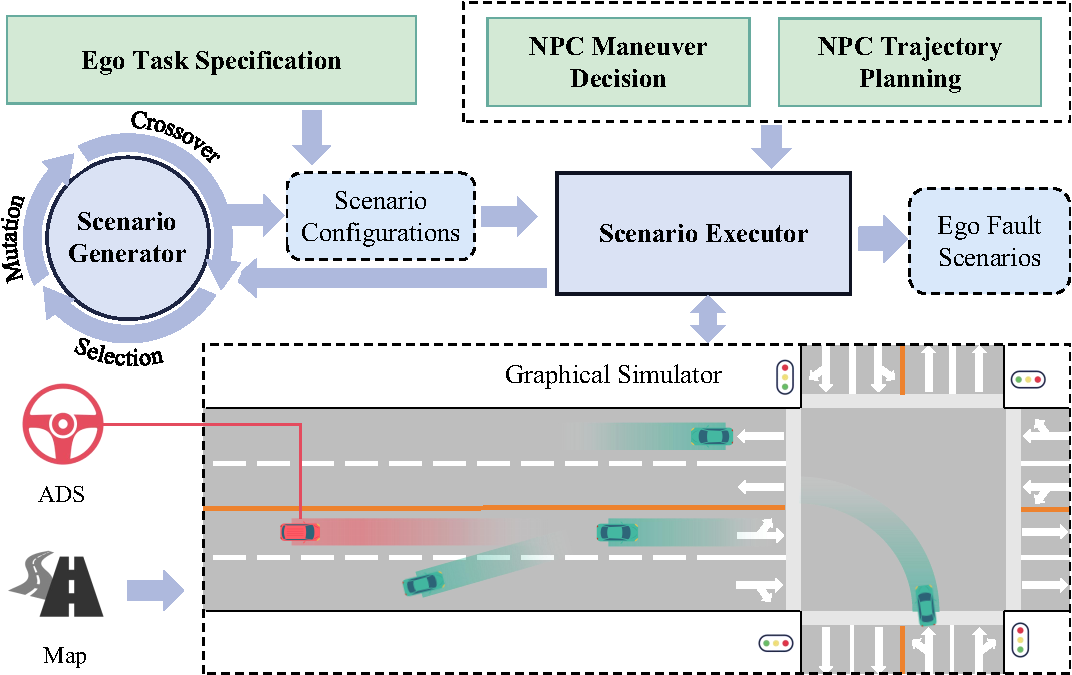 Ego Task Specification
NPC Maneuver
Decision
NPC Trajectory
Planning
Crossover
Mutation
Selection
Scenario
Generator
Scenario
Configurations
Scenario Executor
Ego Fault
Scenarios
Graphical Simulator
ADS
Map